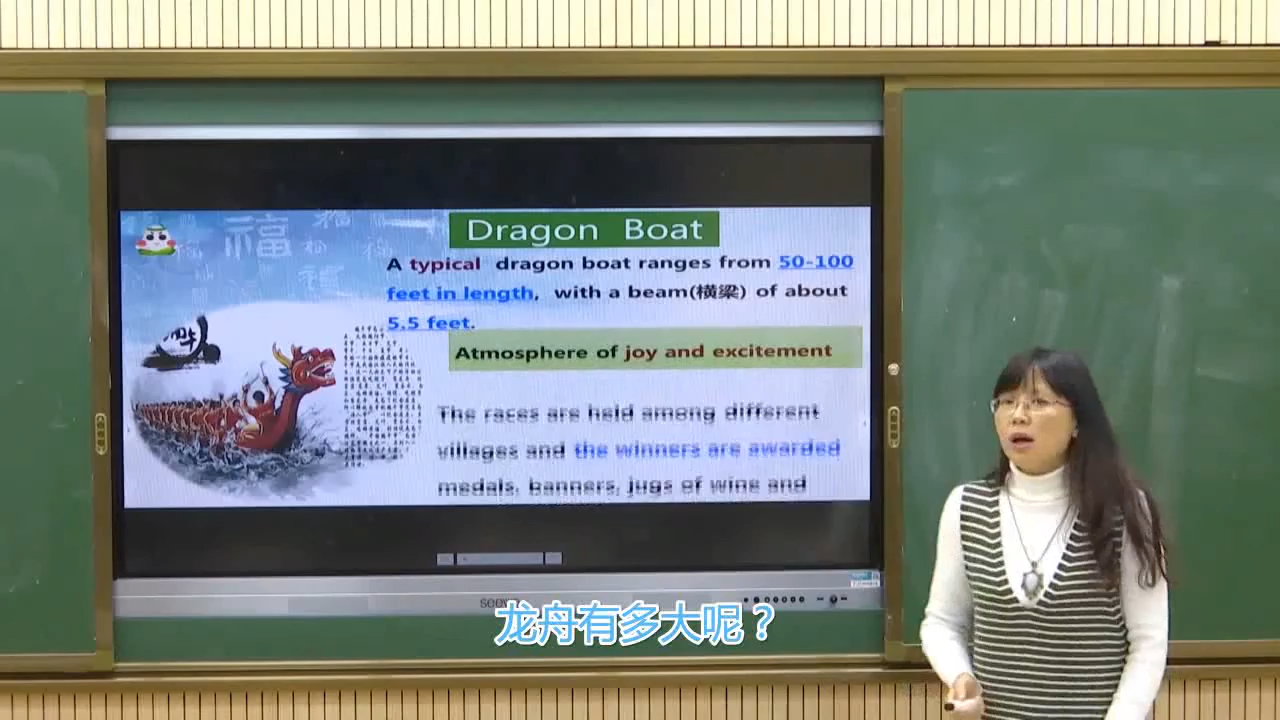 福
Dragon Boat
A typical dragon boat ranges from 50-100
feet in length, with a beam(横梁) of about
5.5 feet.
Atmosphere of joy and excitement
The races are held among different
villages and the winners are awarded
medals, banners, jugs of wine and
龙舟有多大呢？